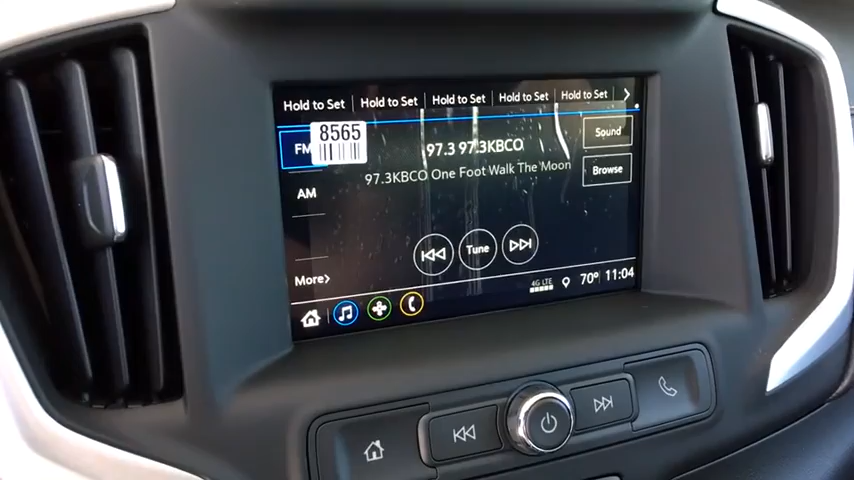 Hold to Set Hold to Set Hold to Set Hold to Set Hold to Set
8565
FM 97.3 97.3KBCO Sound
97.3KBCO One Foot Walk The Moon Browse
AM
Tune
More
4G LTE 70° 11:04